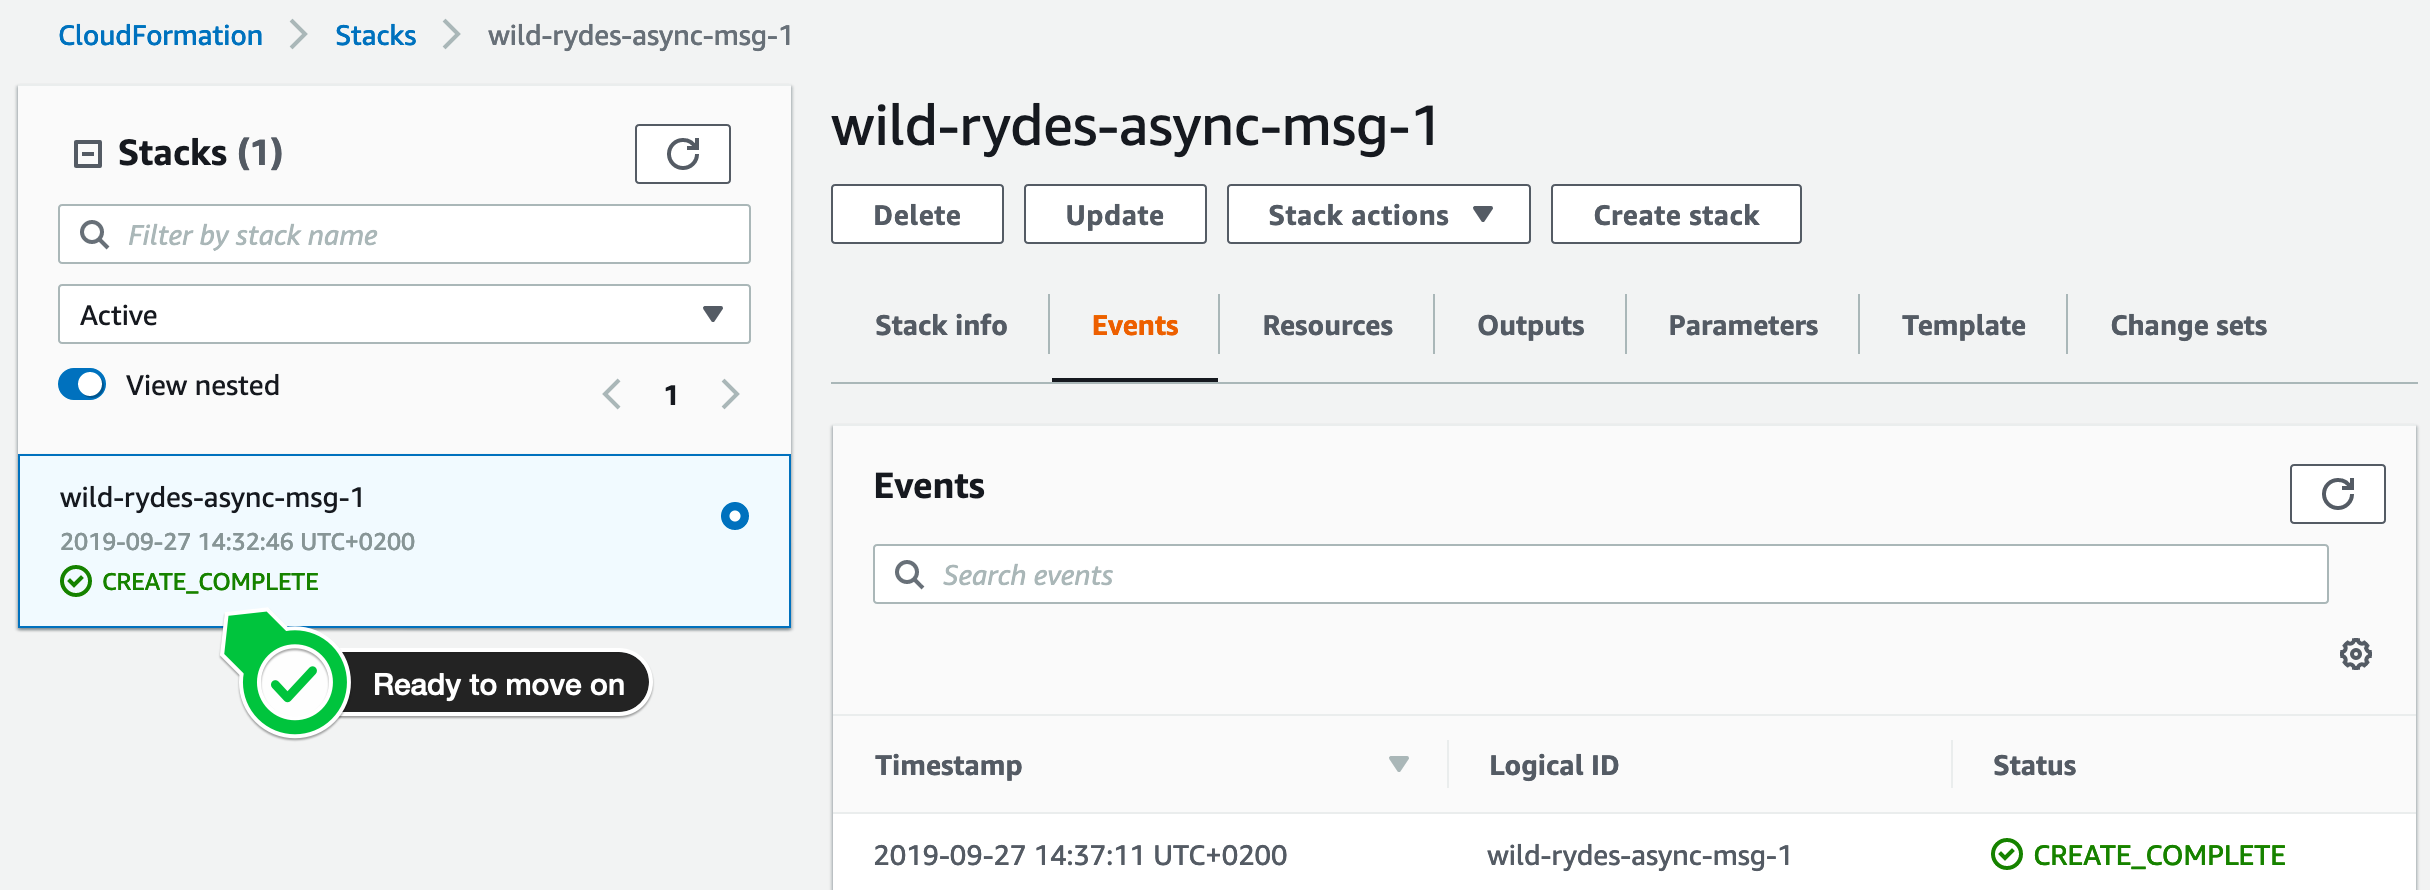 CloudFormation > Stacks > wild-rydes-async-msg-1
Stacks (1)
Filter by stack name
Active
View nested
1
wild-rydes-async-msg-1
2019-09-27 14:32:46 UTC+0200
CREATE_COMPLETE
Ready to move on
wild-rydes-async-msg-1
Delete Update Stack actions Create stack
Stack info Events Resources Outputs Parameters Template Change sets
Events
Search events
Timestamp Logical ID Status
2019-09-27 14:37:11 UTC+0200 wild-rydes-async-msg-1 CREATE_COMPLETE